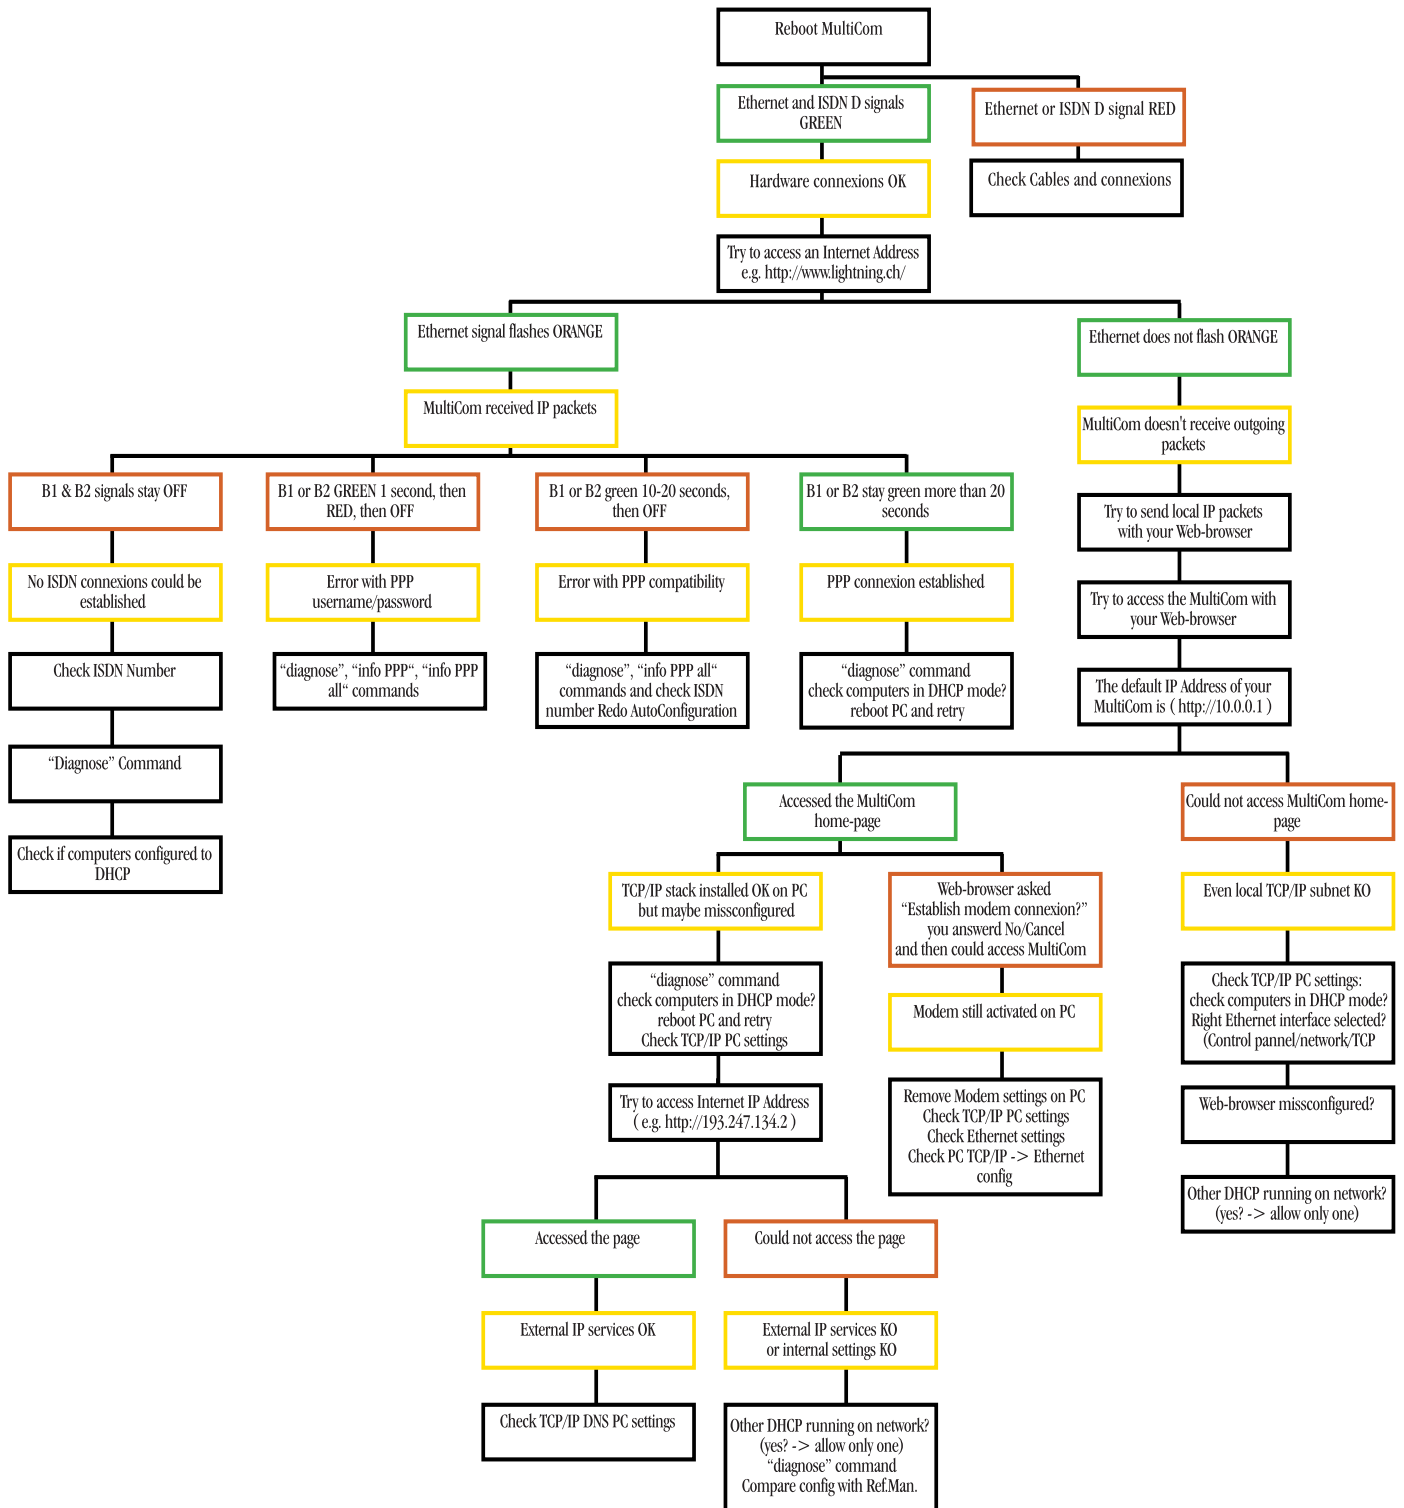 Reboot MultiCom
Ethernet and ISDN D signals
GREEN
Ethernet or ISDN D signal RED
Hardware connexions OK
Check Cables and connexions
Try to access an Internet Address
e.g. http://www.lightning.ch/
Ethernet signal flashes ORANGE
Ethernet does not flash ORANGE
MultiCom received IP packets
MultiCom doesn't receive outgoing
packets
B1 & B2 signals stay OFF
B1 or B2 GREEN 1 second, then
RED, then OFF
B1 or B2 green 10-20 seconds,
then OFF
B1 or B2 stay green more than 20
seconds
Try to send local IP packets
with your Web-browser
No ISDN connexions could be
established
Error with PPP
username/password
Error with PPP compatibility
PPP connexion established
Try to access the MultiCom with
your Web-browser
Check ISDN Number
“diagnose”, “info PPP“, “info PPP
all“ commands
“diagnose”, “info PPP all“
commands and check ISDN
number Redo AutoConfiguration
“diagnose” command
check computers in DHCP mode?
reboot PC and retry
The default IP Address of your
MultiCom is ( http://10.0.0.1 )
“Diagnose” Command
Check if computers configured to
DHCP
Accessed the MultiCom
home-page
Could not access MultiCom home-
page
TCP/IP stack installed OK on PC
but maybe missconfigured
Web-browser asked
“Establish modem connexion?”
you answerd No/Cancel
and then could access MultiCom
Even local TCP/IP subnet KO
“diagnose” command
check computers in DHCP mode?
reboot PC and retry
Check TCP/IP PC settings
Modem still activated on PC
Check TCP/IP PC settings:
check computers in DHCP mode?
Right Ethernet interface selected?
(Control pannel/network/TCP
Try to access Internet IP Address
( e.g. http://193.247.134.2 )
Remove Modem settings on PC
Check TCP/IP PC settings
Check Ethernet settings
Check PC TCP/IP -> Ethernet
config
Web-browser missconfigured?
Other DHCP running on network?
(yes? -> allow only one)
Accessed the page
Could not access the page
External IP services OK
External IP services KO
or internal settings KO
Check TCP/IP DNS PC settings
Other DHCP running on network?
(yes? -> allow only one)
“diagnose” command
Compare config with Ref.Man.